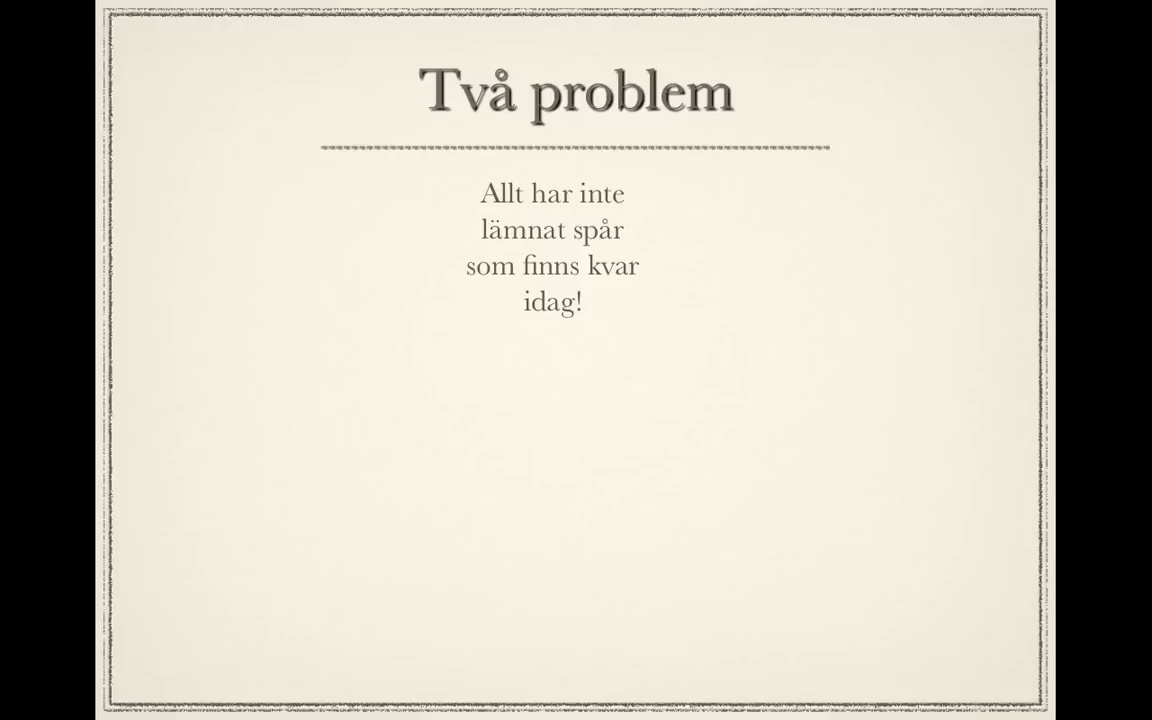 Två problem
Allt har inte
lämnat spår
som finns kvar
idag!